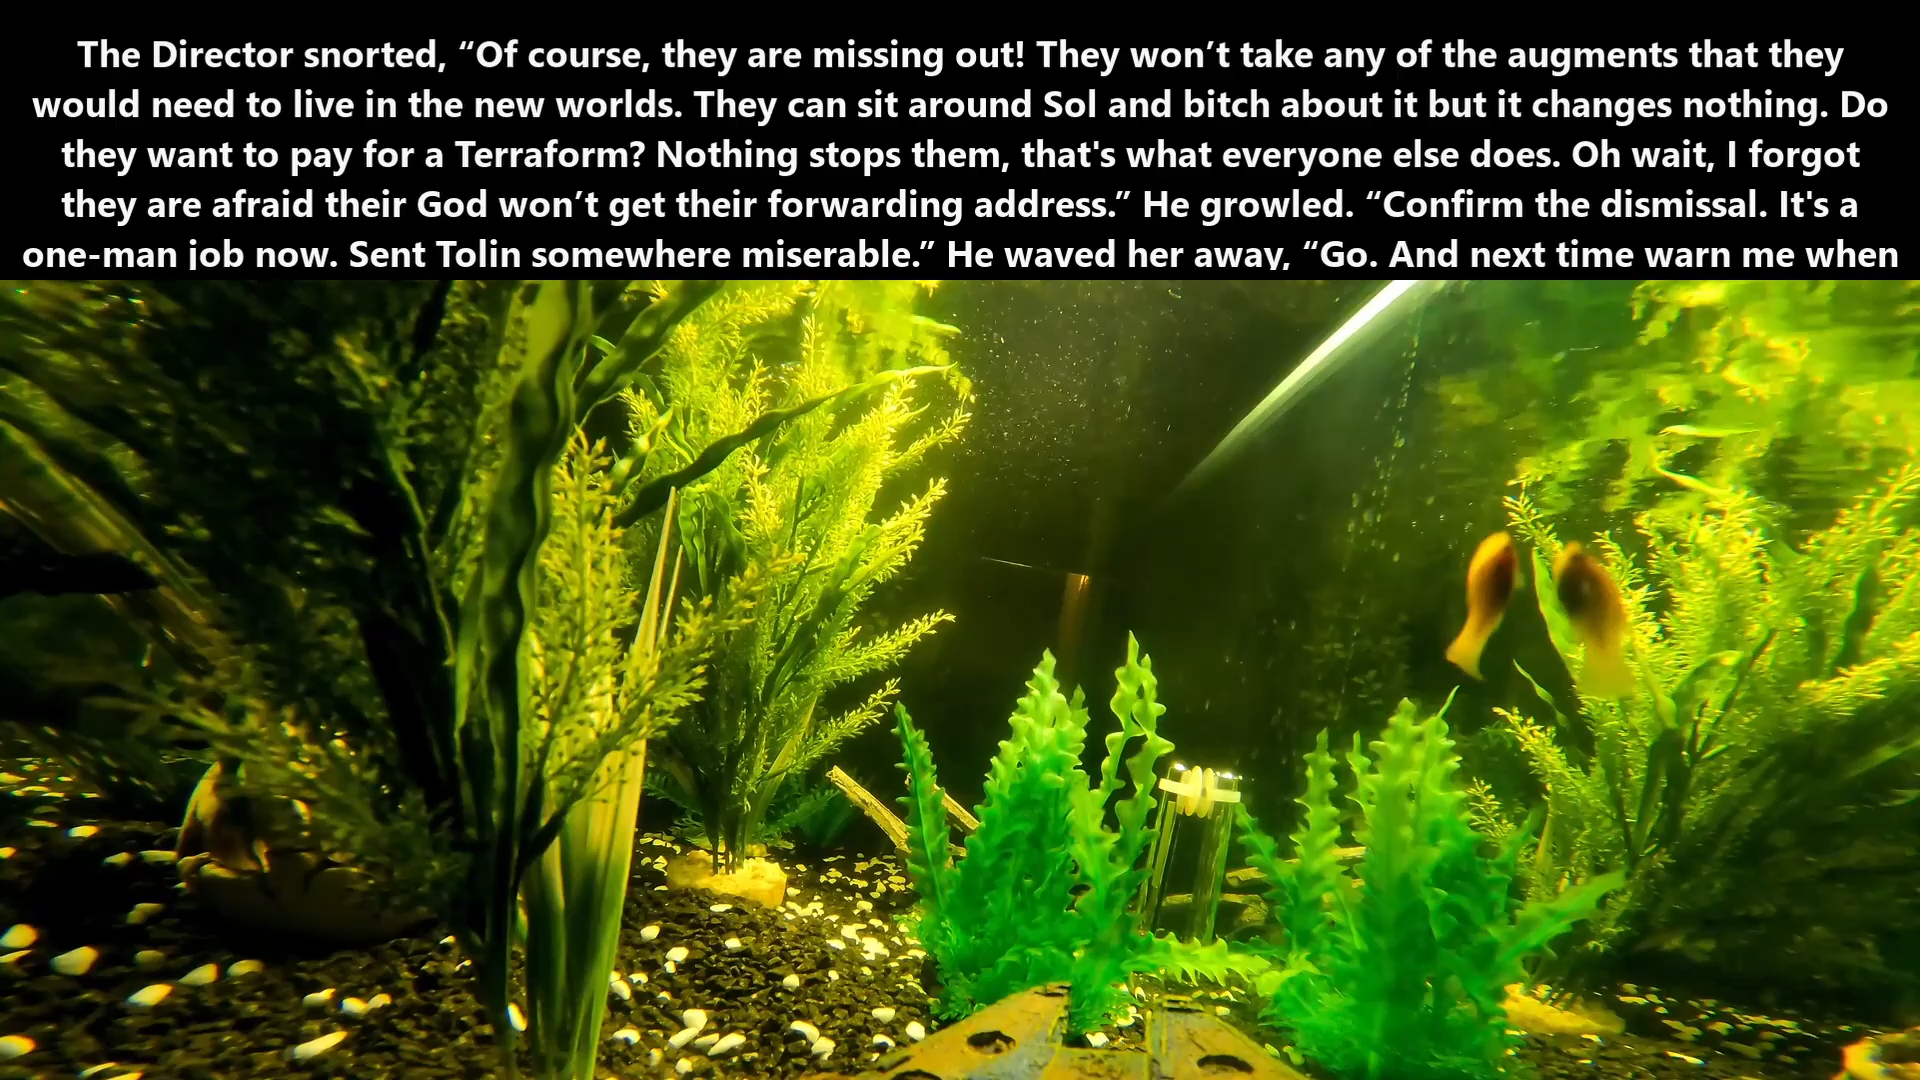 The Director snorted, “Of course, they are missing out! They won’t take any of the augments that they
would need to live in the new worlds. They can sit around Sol and bitch about it but it changes nothing. Do
they want to pay for a Terraform? Nothing stops them, that's what everyone else does. Oh wait, I forgot
they are afraid their God won’t get their forwarding address.” He growled. “Confirm the dismissal. It's a
one-man job now. Sent Tolin somewhere miserable.” He waved her away, “Go. And next time warn me when